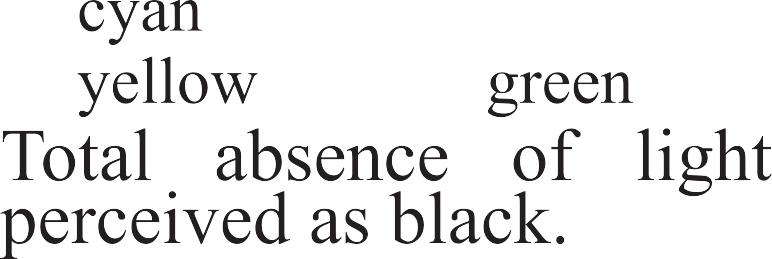 cyan
yellow green
Total absence of light
perceived as black.